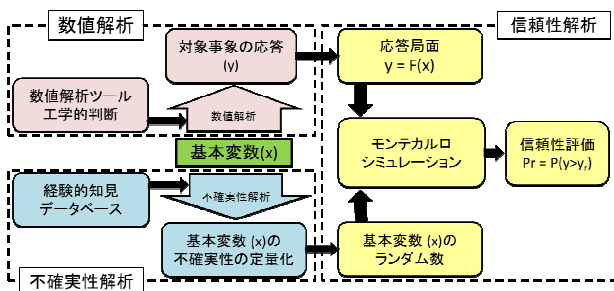 数値解析
信頼性解析
対象事象の応答
(y)
応答局面
y = F(x)
数値解析ツール
工学的判断
数値解析
基本変数(x)
モンテカルロ
シミュレーション
信頼性評価
Pr = P(y>yr)
経験的知見
データベース
不確実性解析
基本変数 (x)の
不確実性の定量化
基本変数 (x)の
ランダム数
不確実性解析